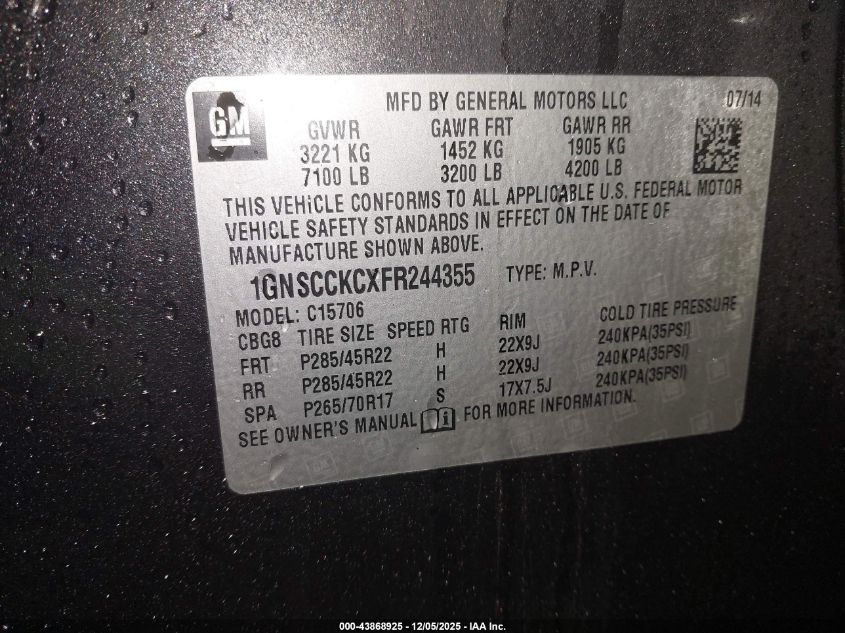 GM
MFD BY GENERAL MOTORS LLC 07/14
GVWR GAWR FRT GAWR RR
3221 KG 1452 KG 1905 KG
7100 LB 3200 LB 4200 LB
THIS VEHICLE CONFORMS TO ALL APPLICABLE U.S. FEDERAL MOTOR
VEHICLE SAFETY STANDARDS IN EFFECT ON THE DATE OF
MANUFACTURE SHOWN ABOVE.
1GNSCCKCXFR244355 TYPE: M.P.V.
MODEL: C15706
CBG8 TIRE SIZE SPEED RTG RIM COLD TIRE PRESSURE
FRT P285/45R22 H 22X9J 240KPA(35PSI)
RR P285/45R22 H 22X9J 240KPA(35PSI)
SPA P265/70R17 S 17X7.5J 240KPA(35PSI)
SEE OWNER'S MANUAL FOR MORE INFORMATION.
000-43868925 - 12/05/2025 - IAA Inc.